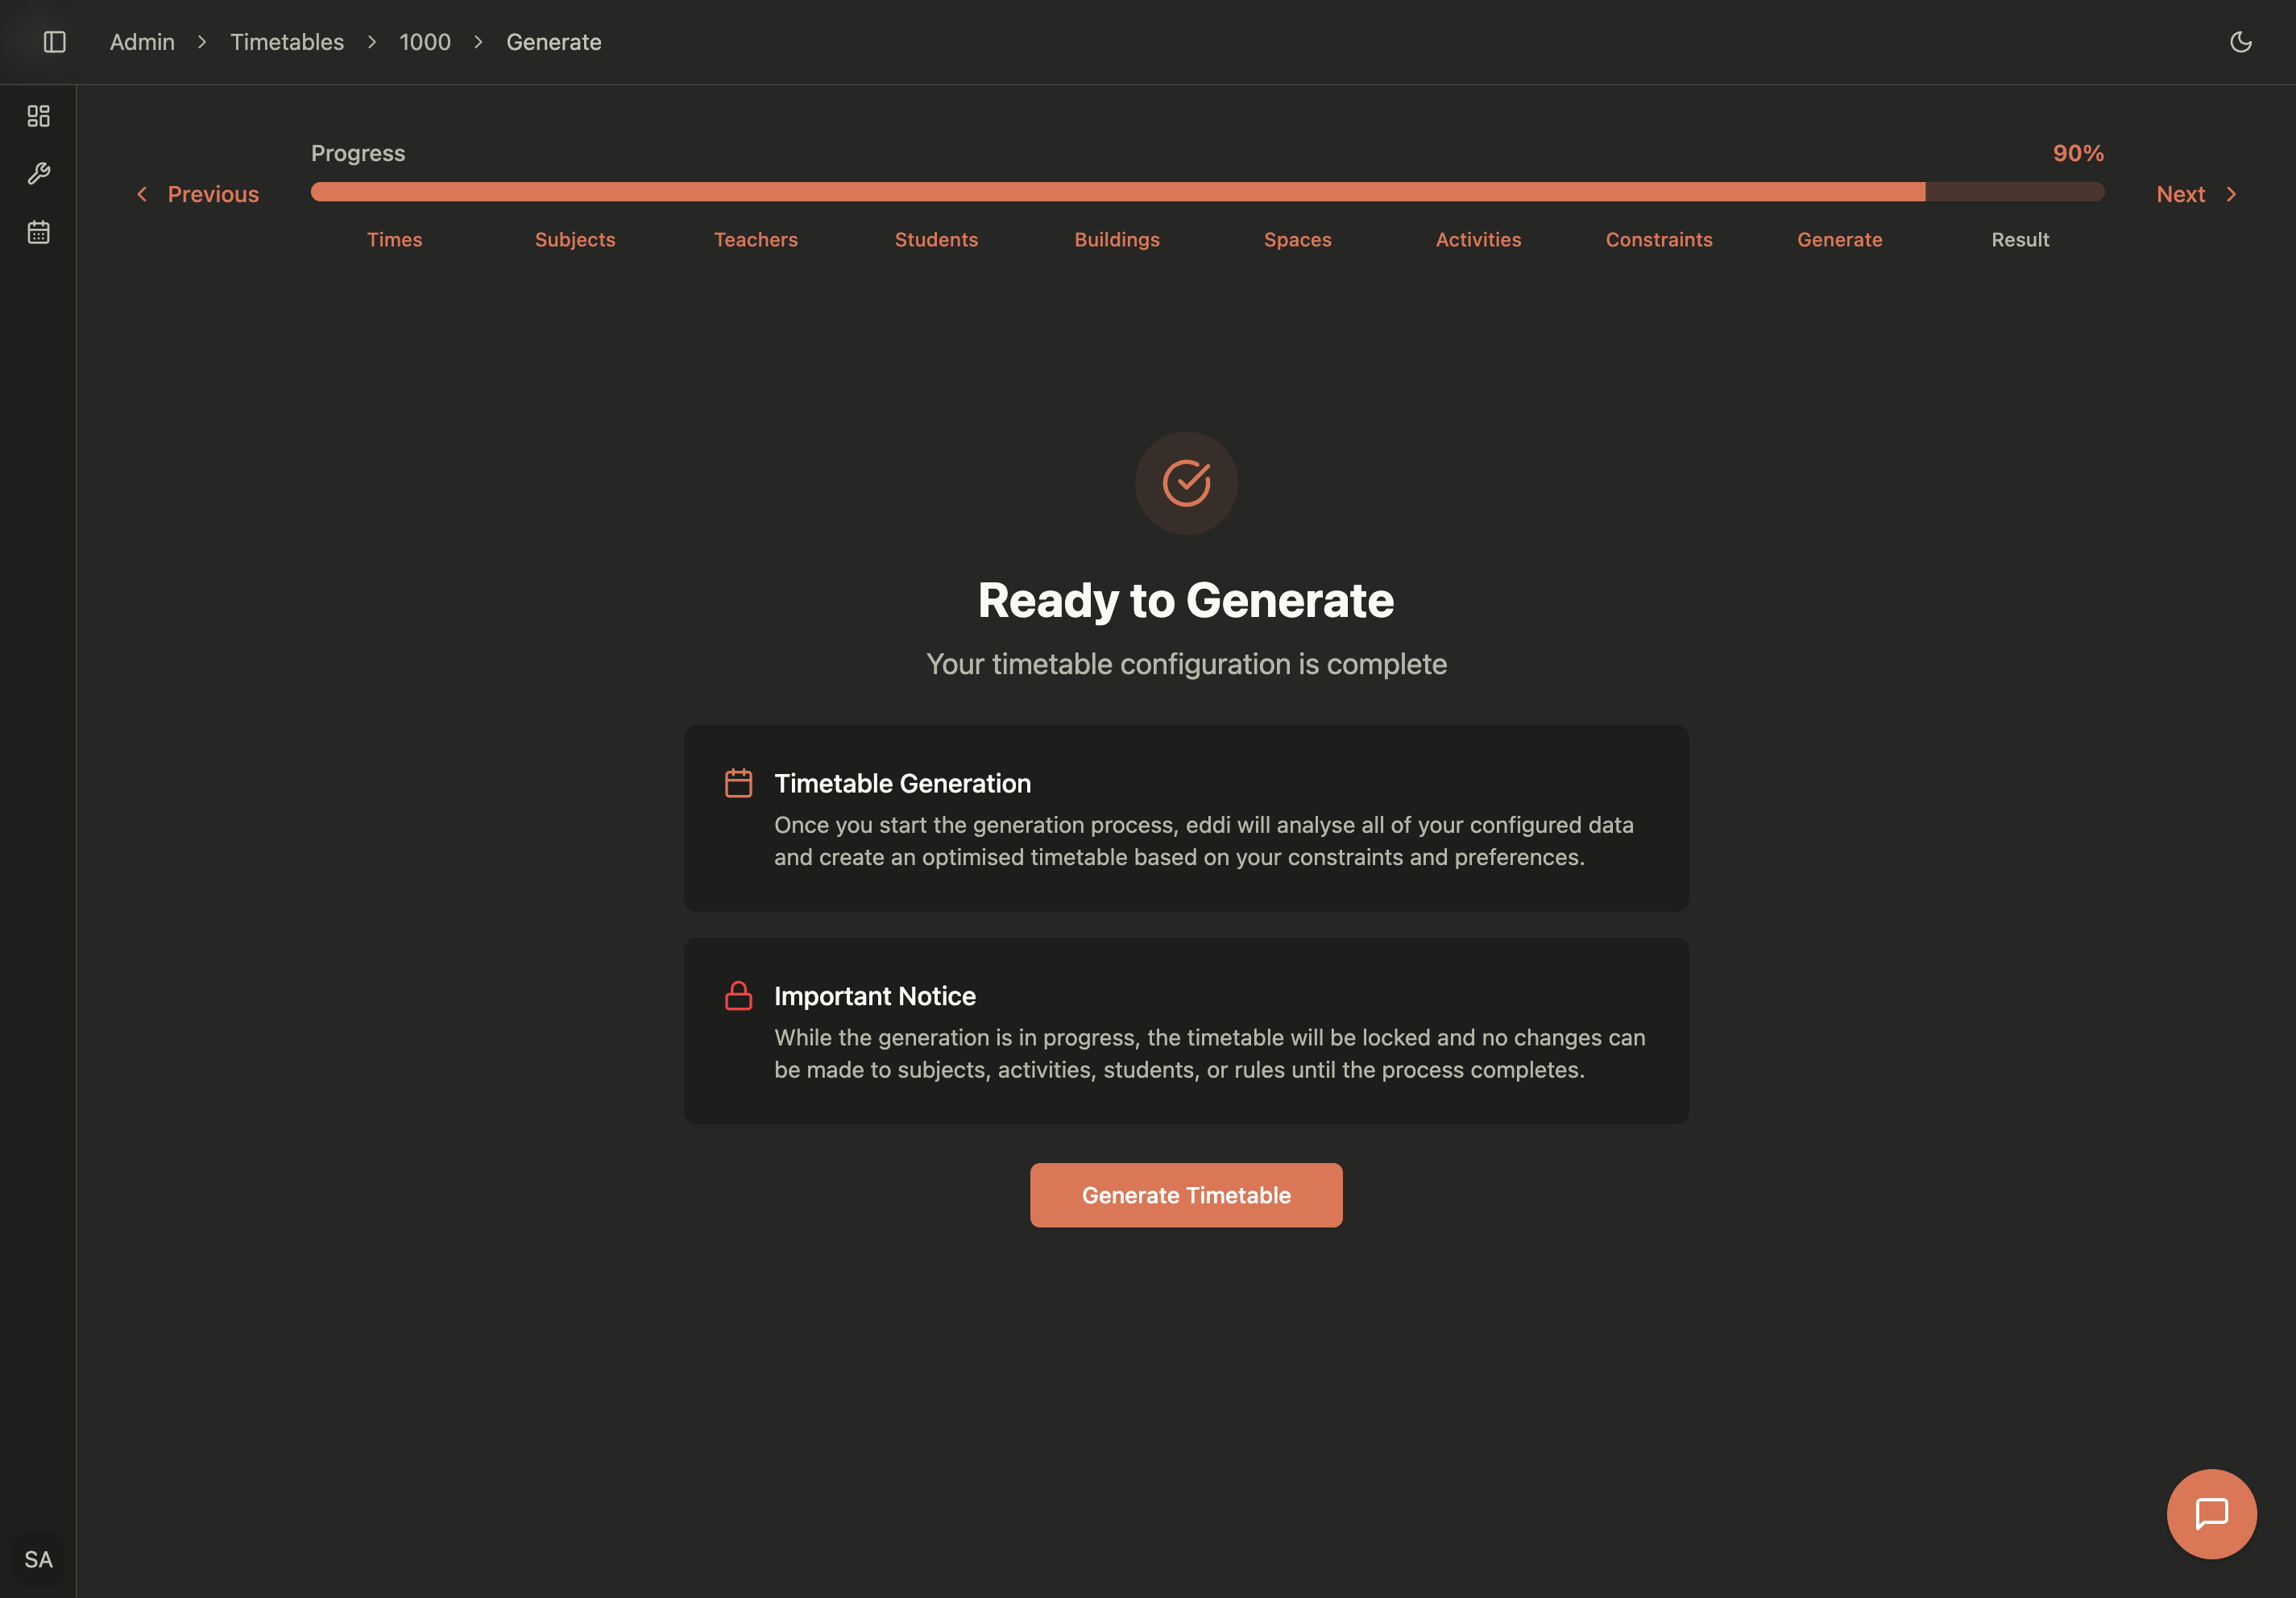 Admin > Timetables > 1000 > Generate
Progress
90%
Previous
Next
Times Subjects Teachers Students Buildings Spaces Activities Constraints Generate Result
Ready to Generate
Your timetable configuration is complete
Timetable Generation
Once you start the generation process, eddi will analyse all of your configured data
and create an optimised timetable based on your constraints and preferences.
Important Notice
While the generation is in progress, the timetable will be locked and no changes can
be made to subjects, activities, students, or rules until the process completes.
Generate Timetable
SA